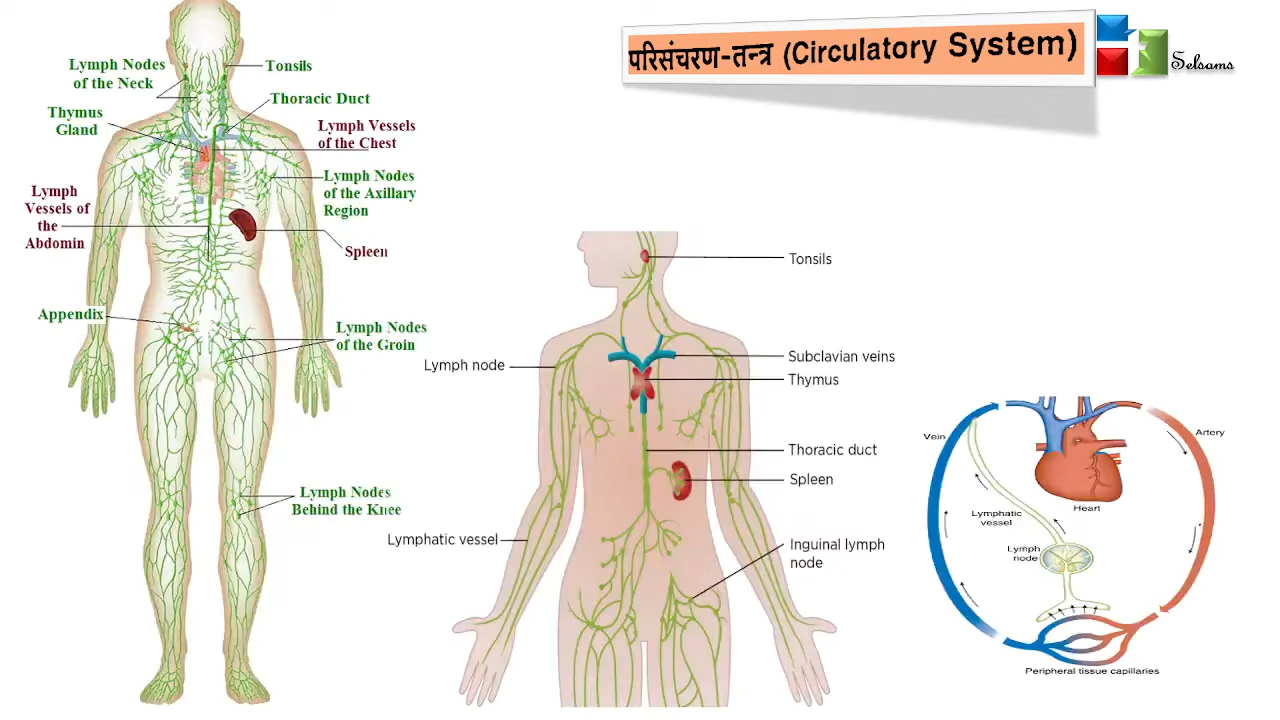 परिसंचरण-तन्त्र (Circulatory System)
Selsams
Lymph Nodes
of the Neck
Thymus
Gland
Lymph
Vessels of
the
Abdomin
Appendix
Tonsils
Thoracic Duct
Lymph Vessels
of the Chest
Lymph Nodes
of the Axillary
Region
Spleen
Lymph Nodes
of the Groin
Lymph Nodes
Behind the Knee
Lymph node
Lymphatic vessel
Tonsils
Subclavian veins
Thymus
Thoracic duct
Spleen
Inguinal lymph
node
Vein
Artery
Heart
Lymphatic
vessel
Lymph
node
Peripheral tissue capillaries